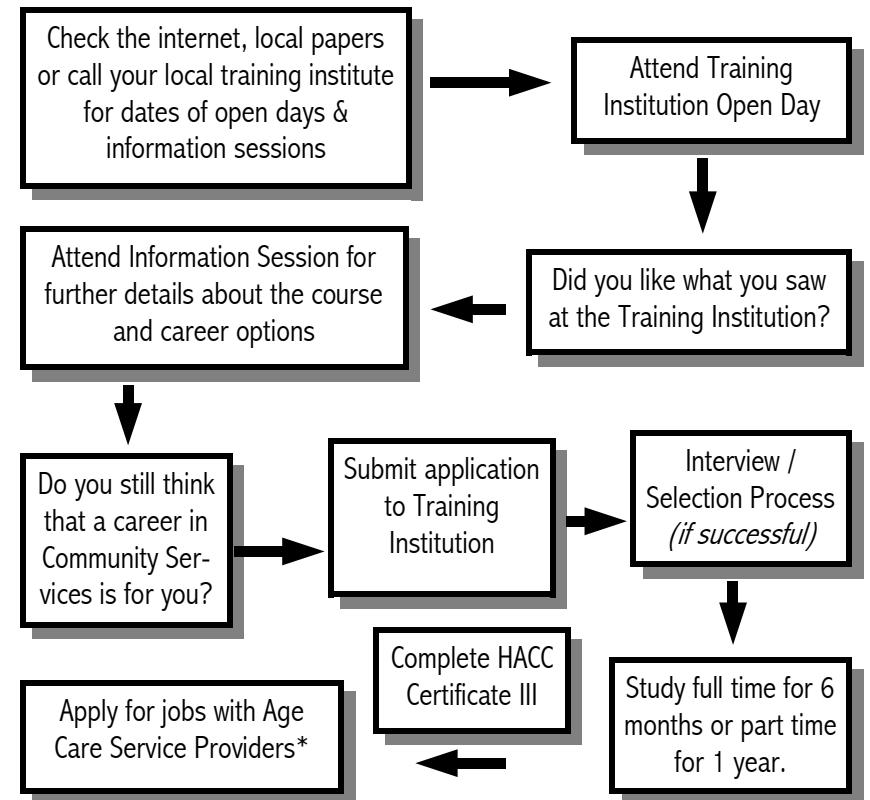 Check the internet, local papers
or call your local training institute
for dates of open days &
information sessions
Attend Training
Institution Open Day
Did you like what you saw
at the Training Institution?
Attend Information Session for
further details about the course
and career options
Do you still think
that a career in
Community Ser-
vices is for you?
Submit application
to Training
Institution
Interview /
Selection Process
(if successful)
Study full time for 6
months or part time
for 1 year.
Complete HACC
Certificate III
Apply for jobs with Age
Care Service Providers*